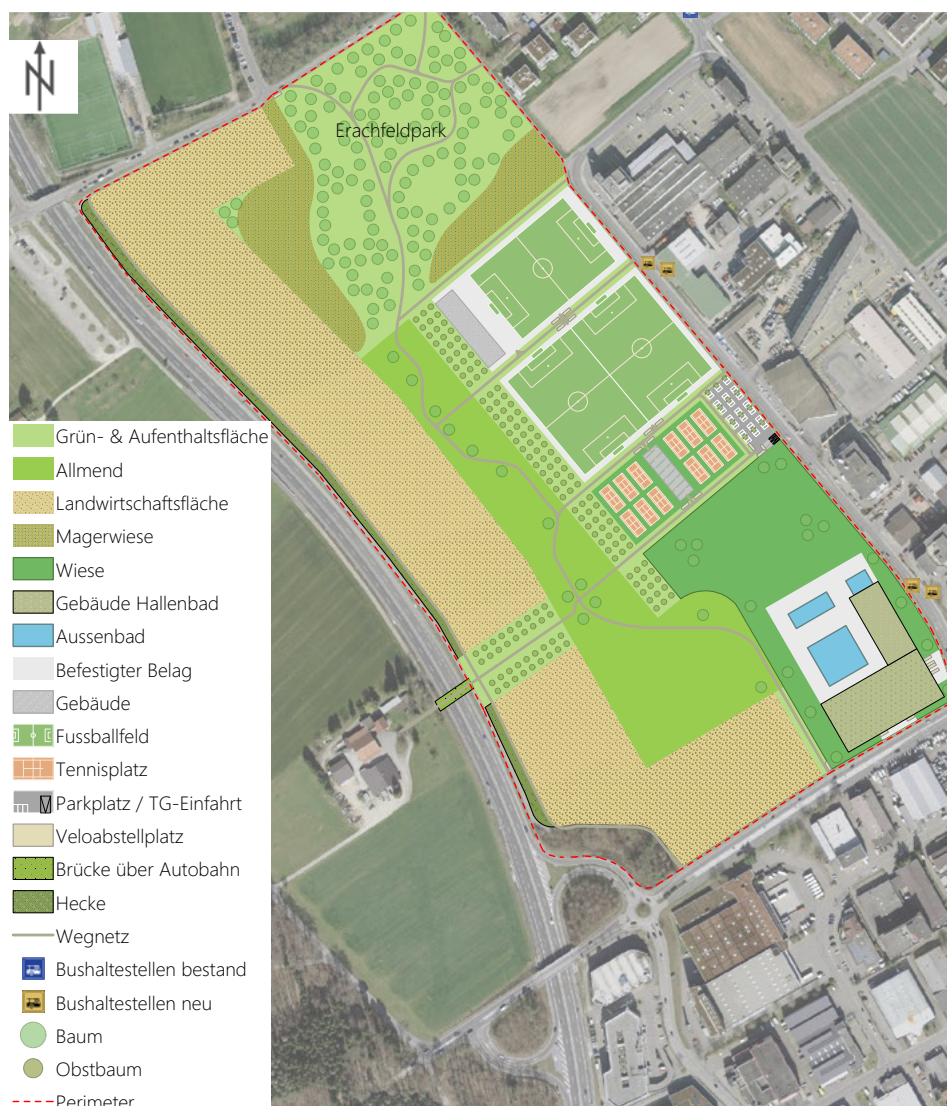 N
Erachfeldpark
Grün- & Aufenthaltsfläche
Allmend
Landwirtschaftsfläche
Magerwiese
Wiese
Gebäude Hallenbad
Aussenbad
Befestigter Belag
Gebäude
Fussballfeld
Tennisplatz
Parkplatz / TG-Einfahrt
Veloabstellplatz
Brücke über Autobahn
Hecke
Wegnetz
Bushaltestellen bestand
Bushaltestellen neu
Baum
Obstbaum
Perimeter